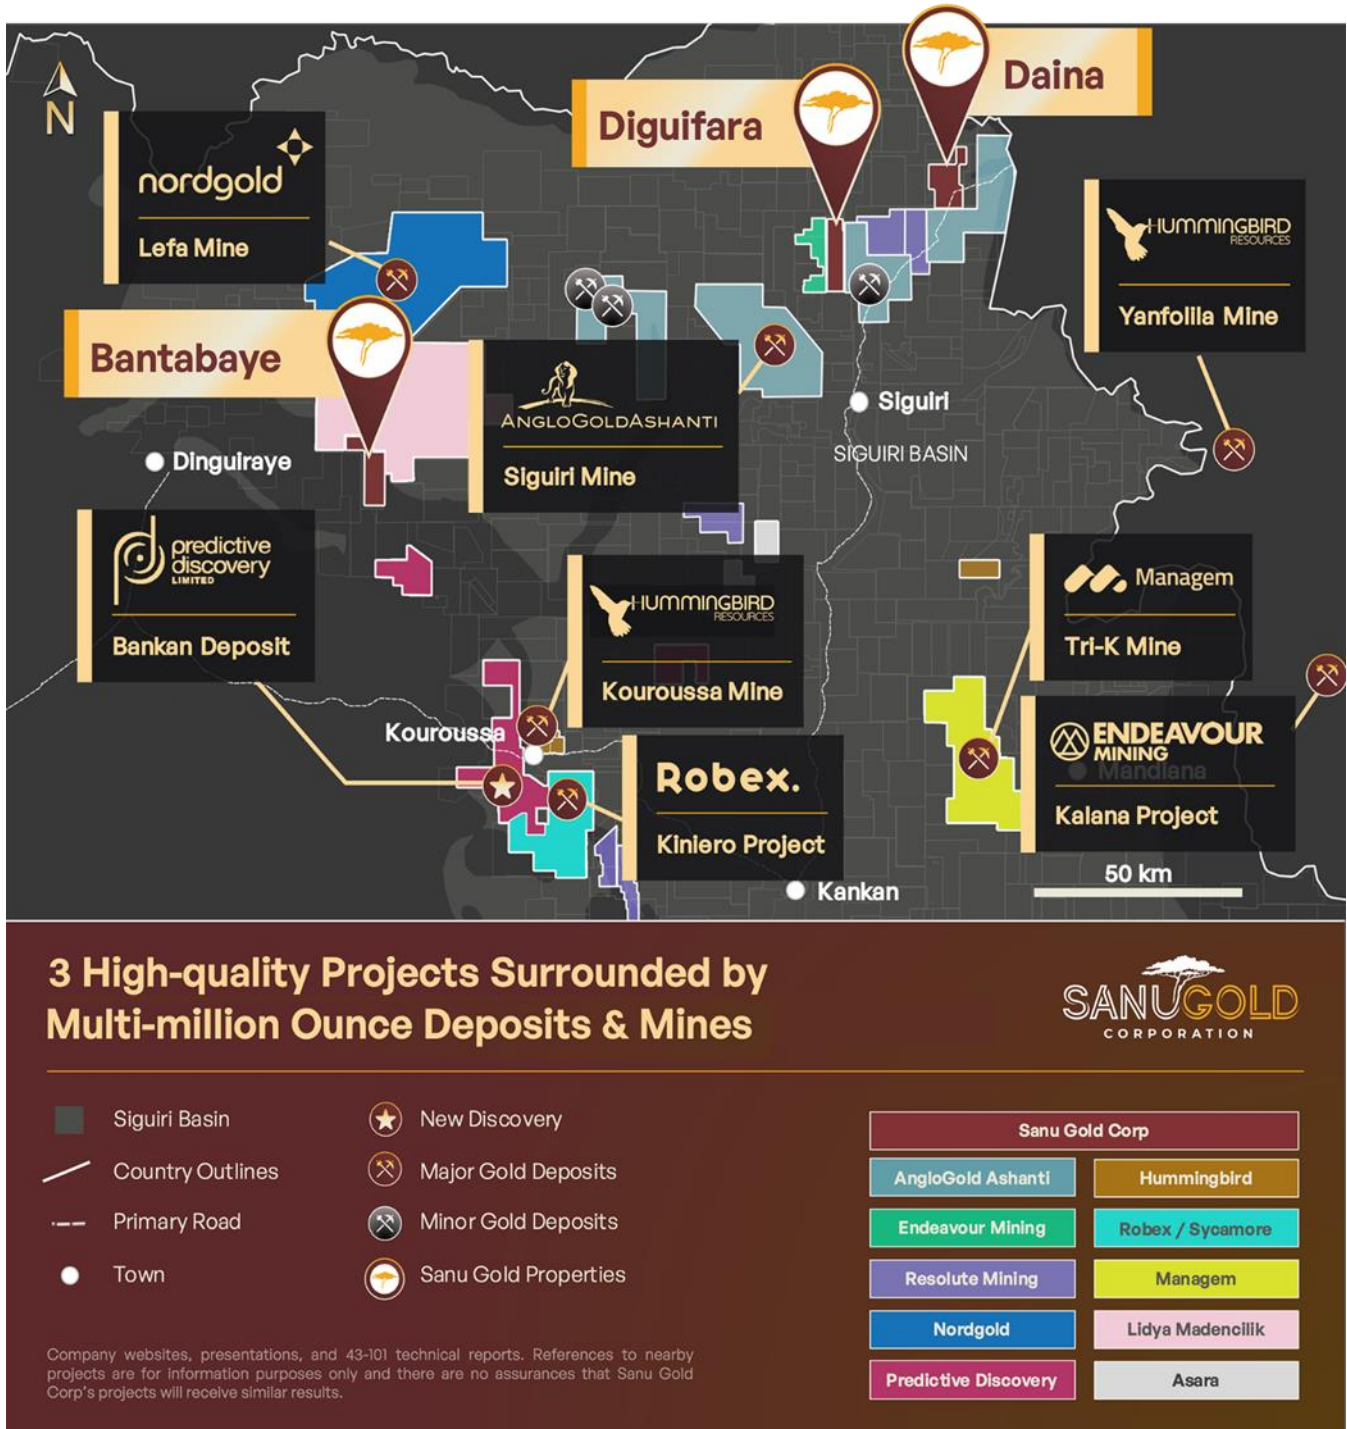 Daina
Diguifara
N
nordgold
Lefa Mine
HUMMINGBIRD
RESOURCES
Yanfolila Mine
Bantabaye
ANGLOGOLDASHANTI
Siguiri Mine
Siguiri
SIGUIRI BASIN
Dinguiraye
predictive
discovery
LIMITED
Bankan Deposit
HUMMINGBIRD
RESOURCES
Kouroussa Mine
Managem
Tri-K Mine
Kouroussa
ENDEAVOUR
MINING
Mandiana
Kalana Project
Robex.
Kiniero Project
50 km
Kankan
3 High-quality Projects Surrounded by
Multi-million Ounce Deposits & Mines
SANUGOLD
CORPORATION
Siguiri Basin
Country Outlines
Primary Road
Town
New Discovery
Major Gold Deposits
Minor Gold Deposits
Sanu Gold Properties
Sanu Gold Corp
AngloGold Ashanti
Hummingbird
Endeavour Mining
Robex / Sycamore
Resolute Mining
Managem
Nordgold
Lidya Madencilik
Predictive Discovery
Asara
Company websites, presentations, and 43-101 technical reports. References to nearby
projects are for information purposes only and there are no assurances that Sanu Gold
Corp's projects will receive similar results.